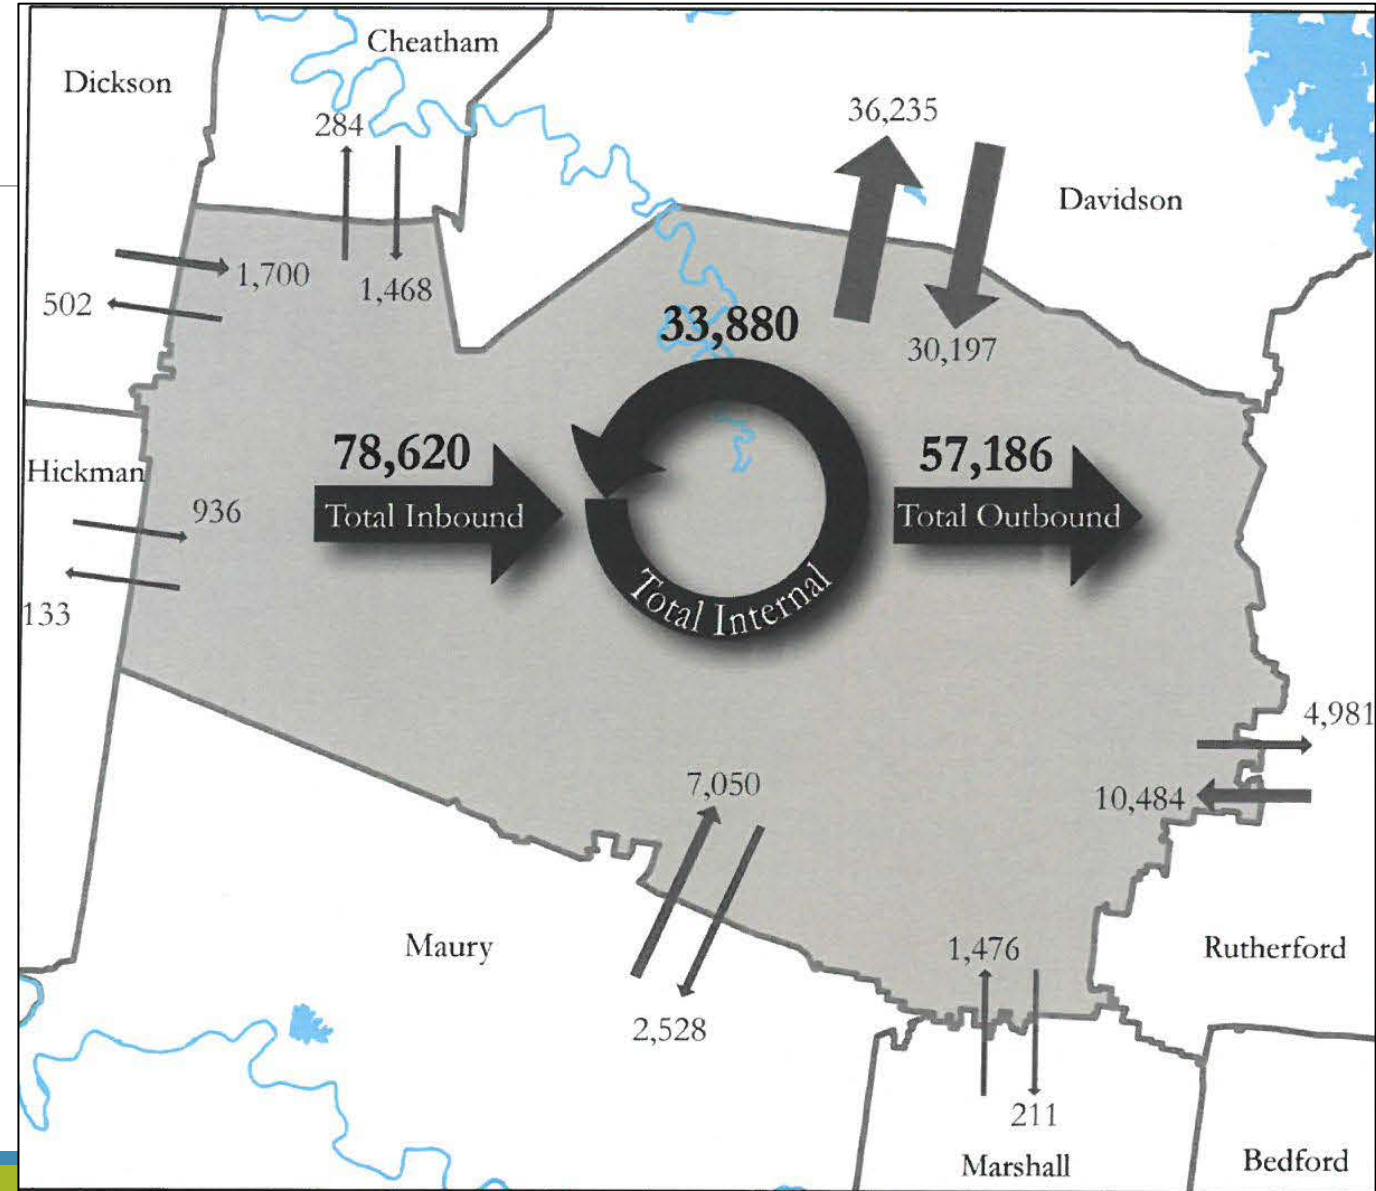 Cheatham
Dickson
284
36,235
Davidson
1,700
1,468
502
33,880
30,197
78,620
57,186
Hickman
936
Total Inbound
Total Outbound
Total Internal
133
4,981
7,050
10,484
Maury
1,476
Rutherford
2,528
211
Marshall
Bedford